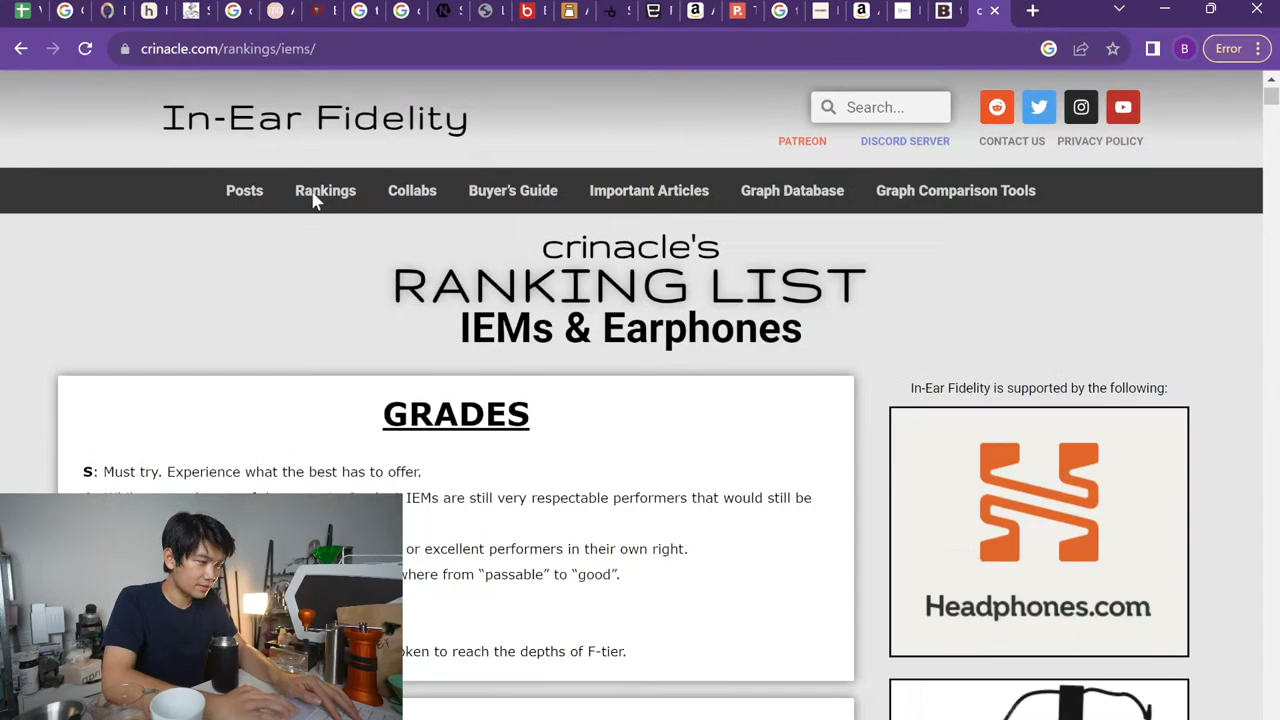 crinacle.com/rankings/iems/
Error
In-Ear Fidelity
Search...
PATREON
DISCORD SERVER
CONTACT US
PRIVACY POLICY
Posts
Rankings
Collabs
Buyer's Guide
Important Articles
Graph Database
Graph Comparison Tools
crinacle's
RANKING LIST
IEMs & Earphones
GRADES
S: Must try. Experience what the best has to offer.
IEMs are still very respectable performers that would still be
or excellent performers in their own right.
where from “passable” to “good”.
to reach the depths of F-tier.
In-Ear Fidelity is supported by the following:
Headphones.com